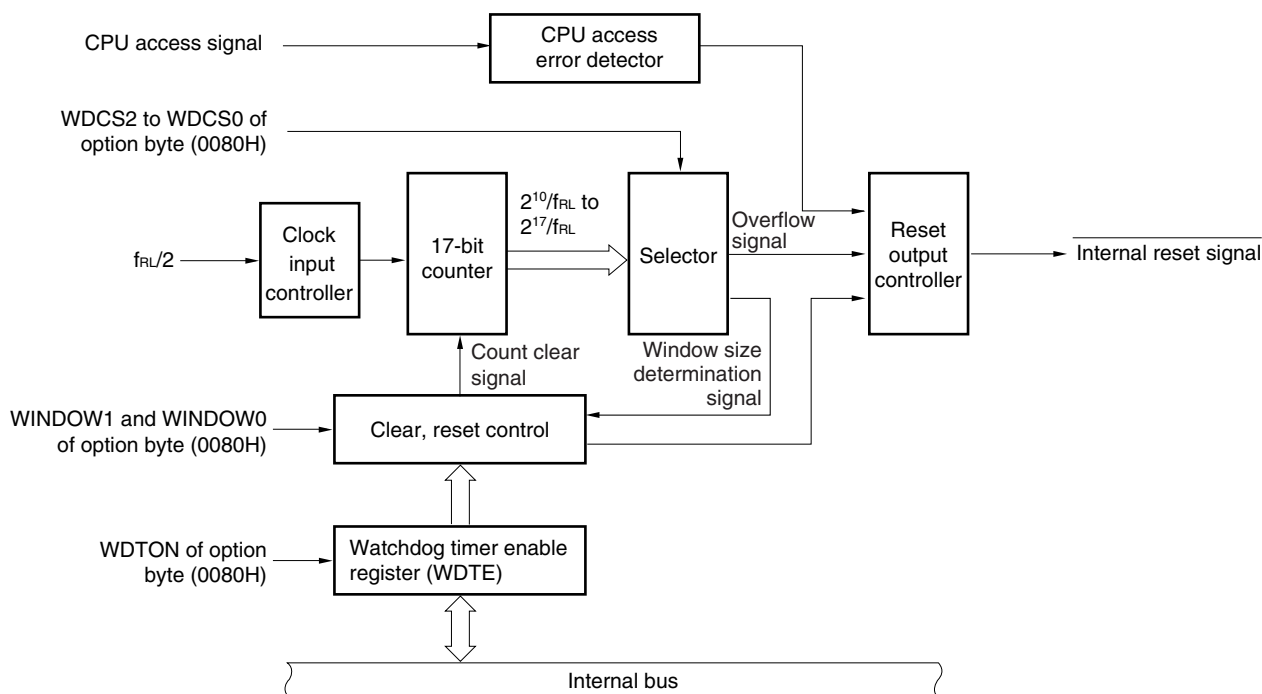 CPU access signal
CPU access
error detector
WDCS2 to WDCS0 of
option byte (0080H)
fRL/2
Clock
input
controller
17-bit
counter
2¹⁰/fRL to
2¹⁷/fRL
Selector
Overflow
signal
Reset
output
controller
Internal reset signal
Count clear
signal
Window size
determination
signal
WINDOW1 and WINDOW0
of option byte (0080H)
Clear, reset control
WDTON of option
byte (0080H)
Watchdog timer enable
register (WDTE)
Internal bus